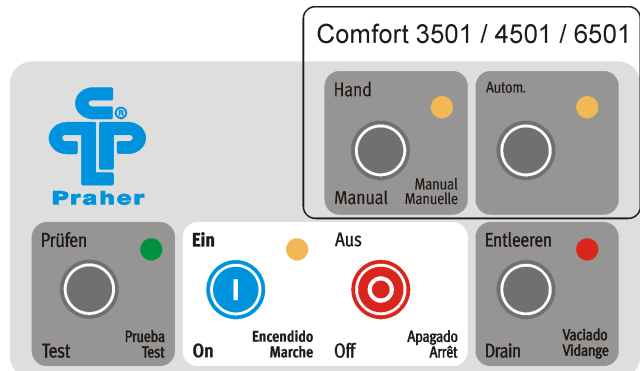 Comfort 3501 / 4501 / 6501
Hand
Autom.
Manual
Manual
Manuelle
®
Praher
Prüfen
Test
Prueba
Test
Ein
On
Encendido
Marche
Aus
Off
Apagado
Arrêt
Entleeren
Drain
Vaciado
Vidange